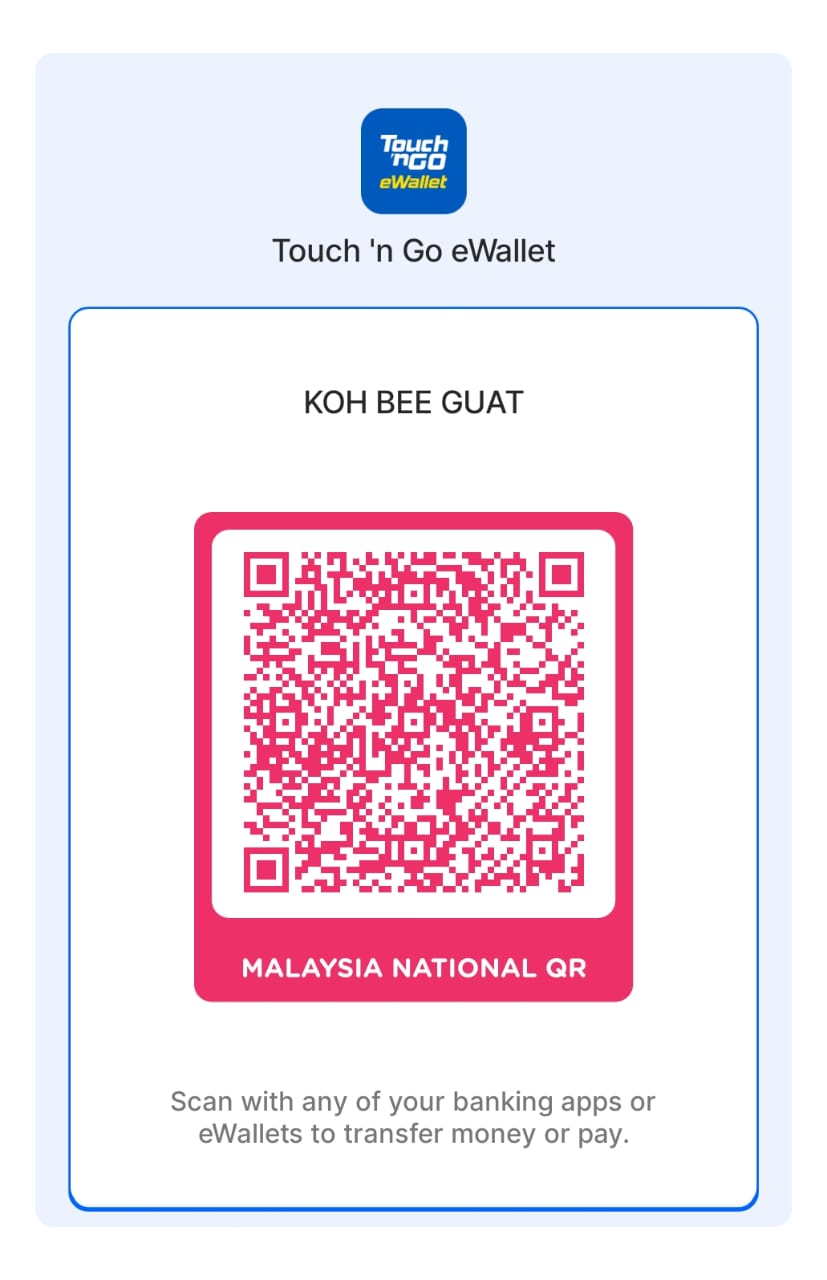 Touch
'nGO
eWallet
Touch 'n Go eWallet
KOH BEE GUAT
MALAYSIA NATIONAL QR
Scan with any of your banking apps or
eWallets to transfer money or pay.